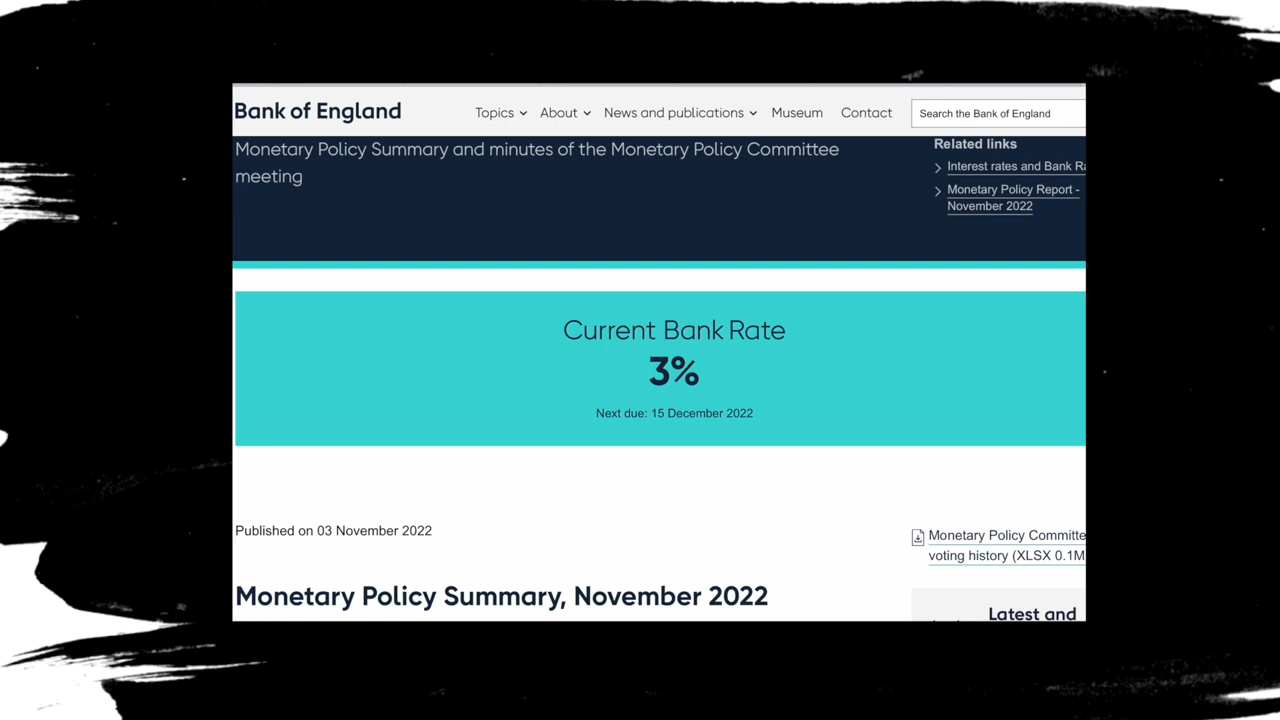 Bank of England
Topics
About
News and publications
Museum
Contact
Search the Bank of England
Monetary Policy Summary and minutes of the Monetary Policy Committee
meeting
Related links
Interest rates and Bank
Monetary Policy Report -
November 2022
Current Bank Rate
3%
Next due: 15 December 2022
Published on 03 November 2022
Monetary Policy Committe
voting history (XLSX 0.1M
Monetary Policy Summary, November 2022
Latest and